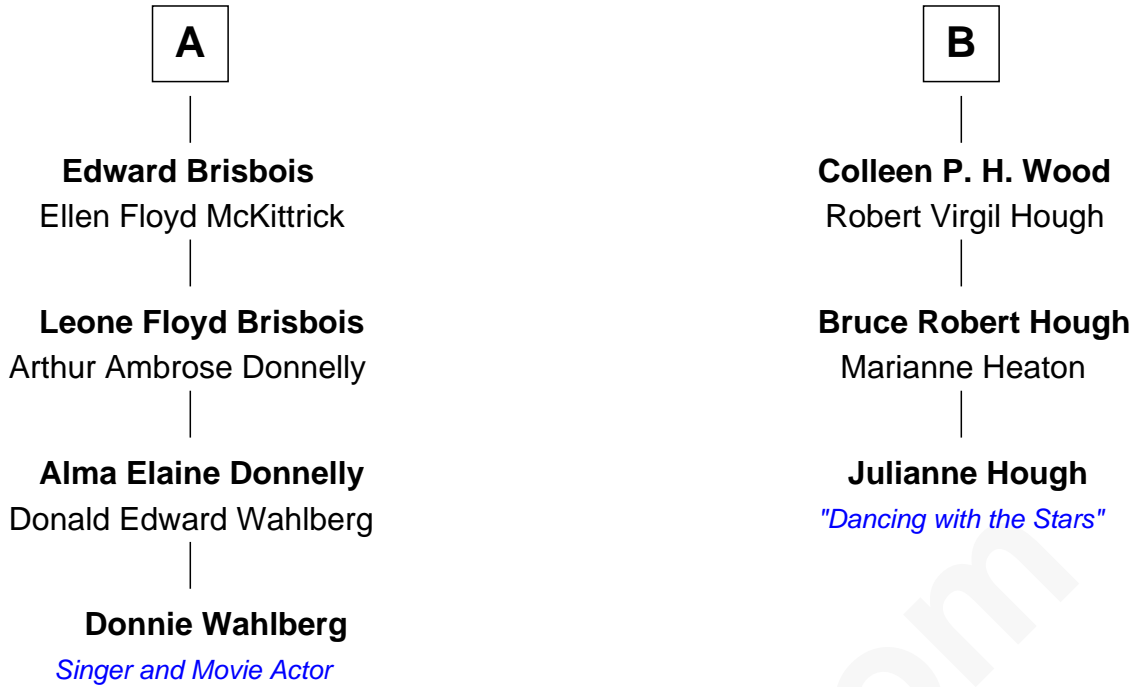 A
Edward Brisbois
Ellen Floyd McKittrick
Leone Floyd Brisbois
Arthur Ambrose Donnelly
Alma Elaine Donnelly
Donald Edward Wahlberg
Donnie Wahlberg
Singer and Movie Actor
B
Colleen P. H. Wood
Robert Virgil Hough
Bruce Robert Hough
Marianne Heaton
Julianne Hough
"Dancing with the Stars"
om